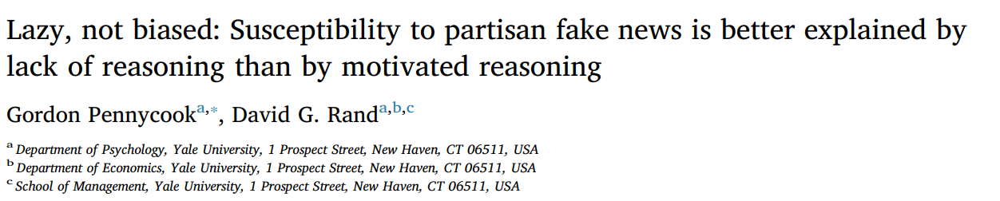 Lazy, not biased: Susceptibility to partisan fake news is better explained by
lack of reasoning than by motivated reasoning
Gordon Pennycook a,*, David G. Rand a,b,c
a Department of Psychology, Yale University, 1 Prospect Street, New Haven, CT 06511, USA
b Department of Economics, Yale University, 1 Prospect Street, New Haven, CT 06511, USA
c School of Management, Yale University, 1 Prospect Street, New Haven, CT 06511, USA